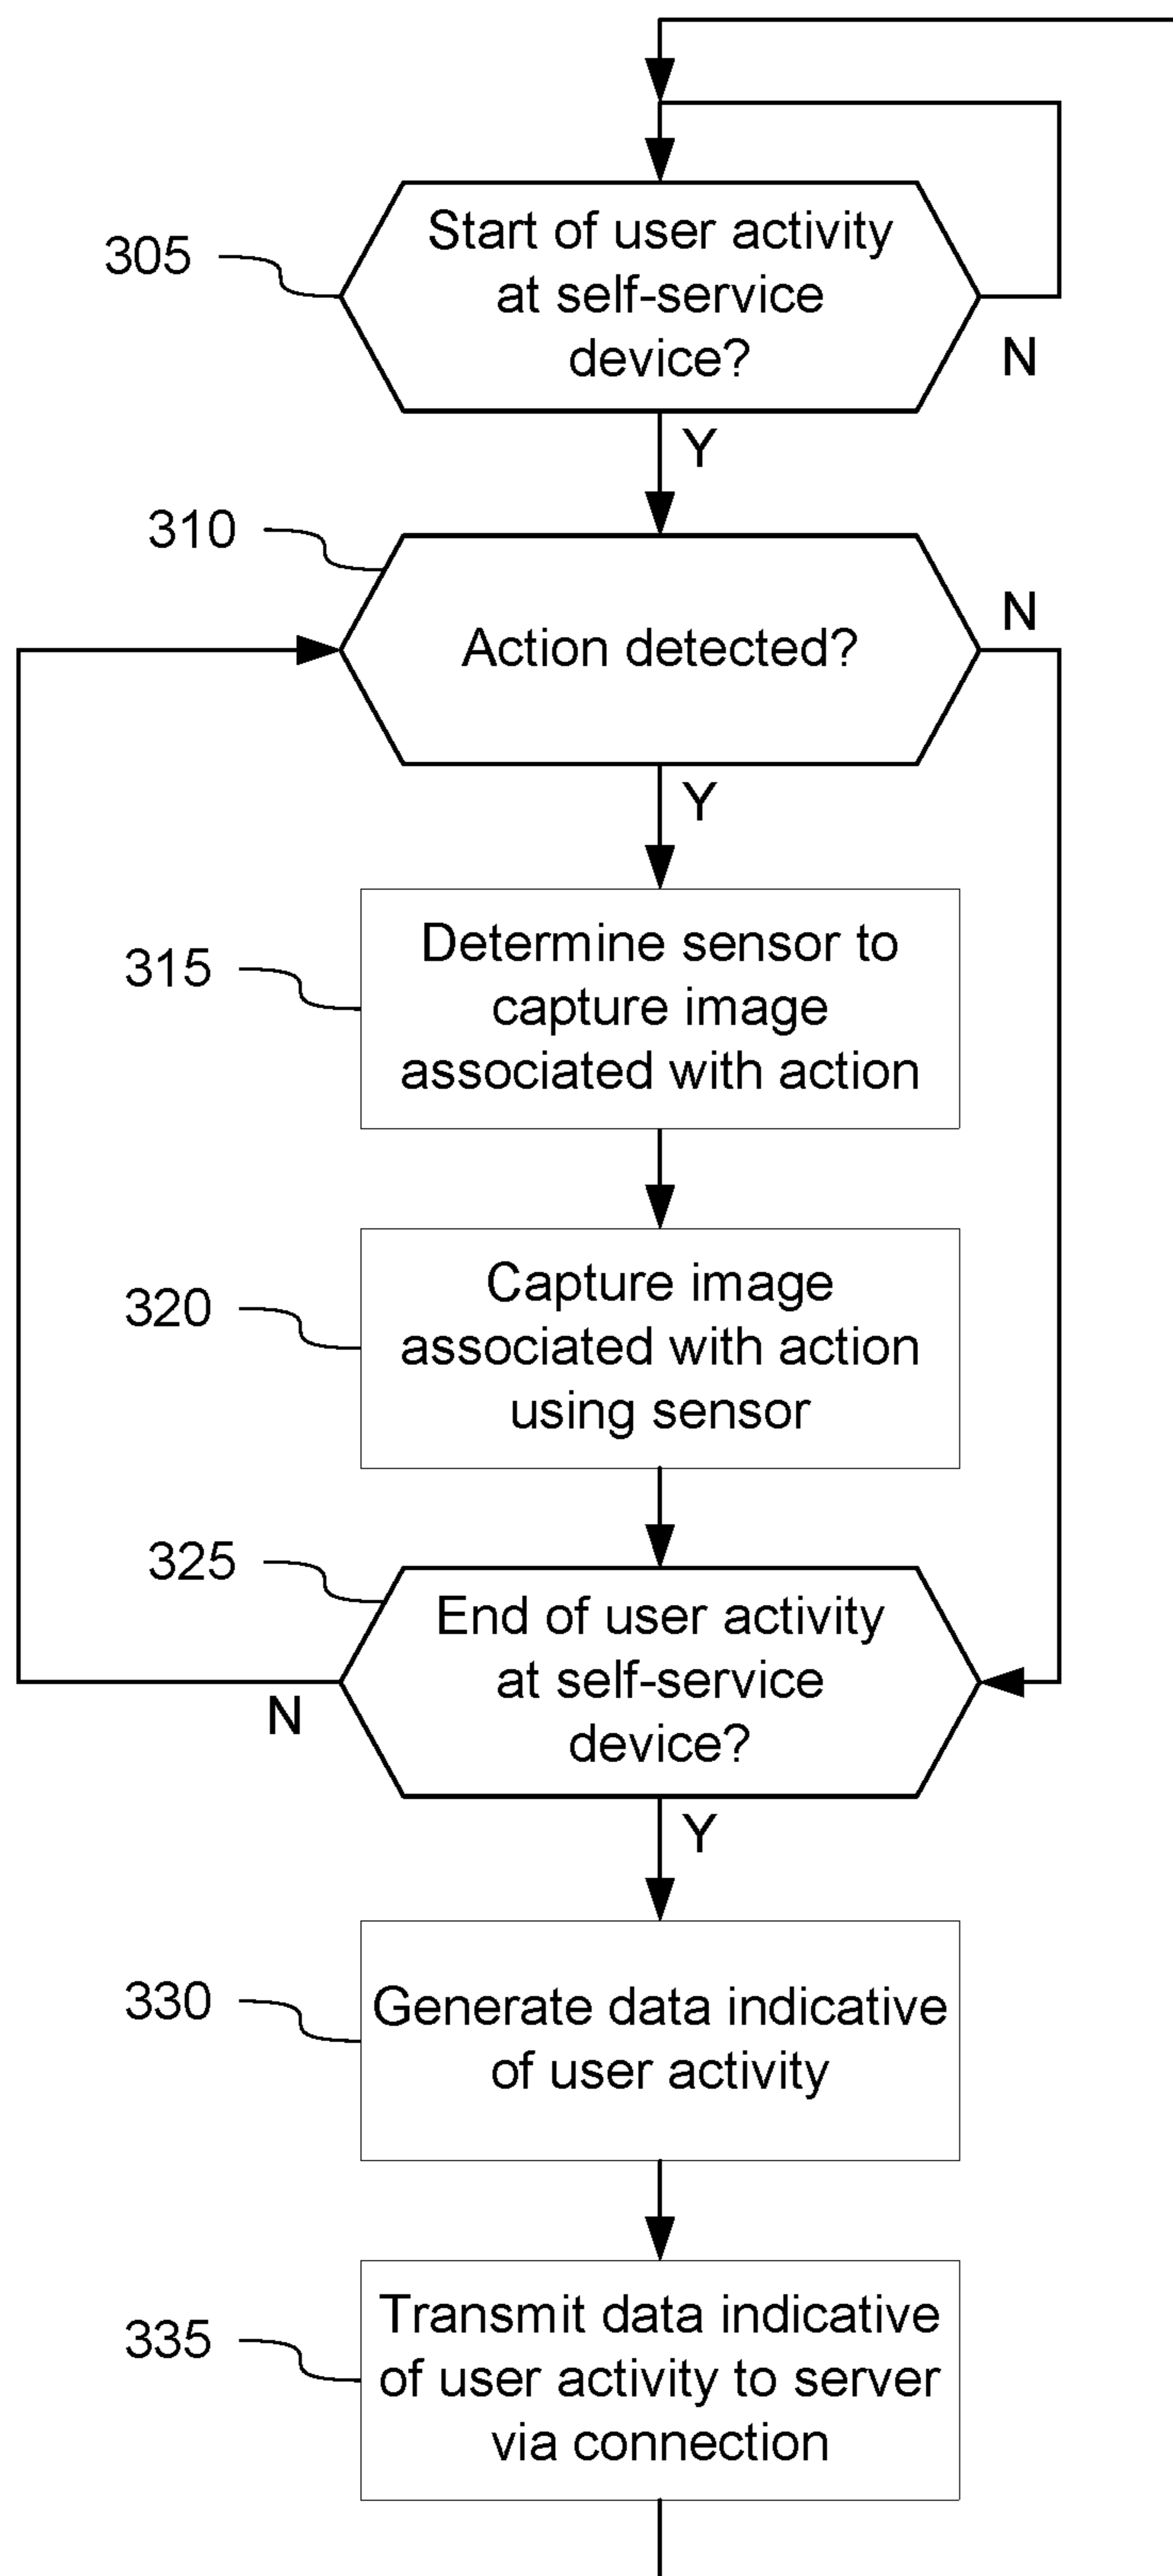 305
Start of user activity
at self-service
device?
N
Y
310
Action detected?
N
Y
315
Determine sensor to
capture image
associated with action
320
Capture image
associated with action
using sensor
325
End of user activity
at self-service
device?
N
Y
330
Generate data indicative
of user activity
335
Transmit data indicative
of user activity to server
via connection